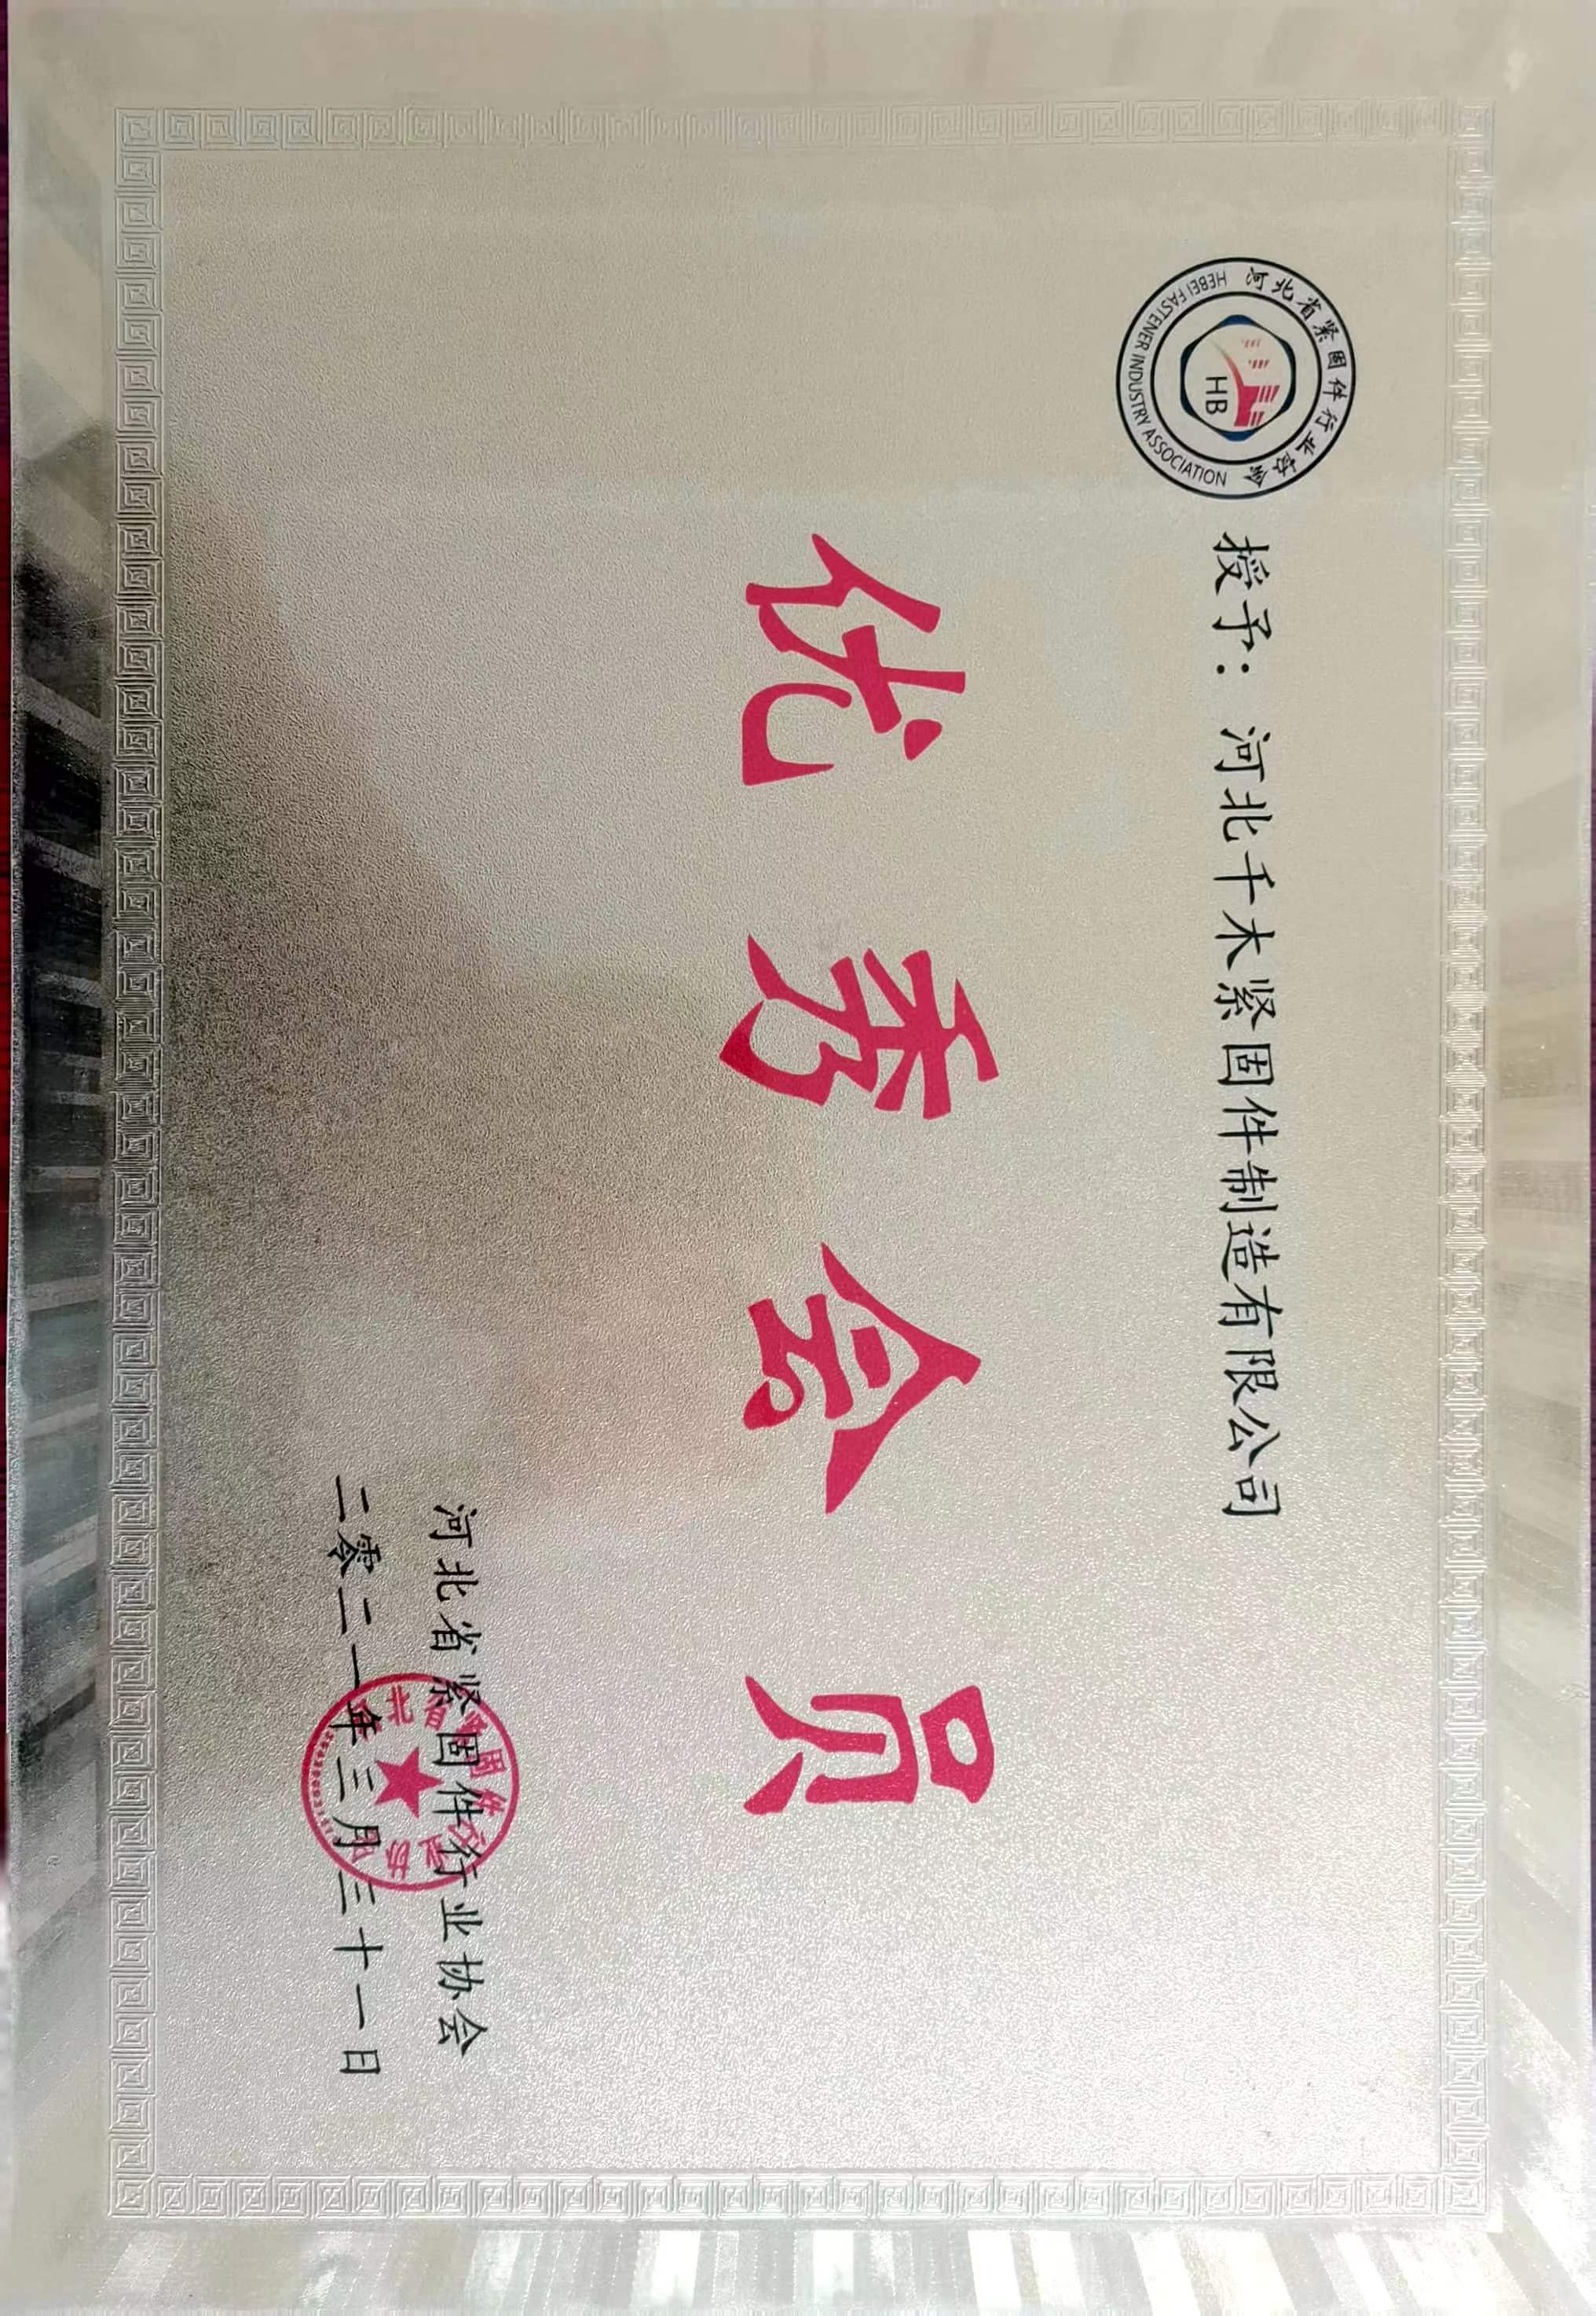 河北省紧固件行业协会
HEBEI FASTENER INDUSTRY ASSOCIATION
HB
授予：河北千木紧固件制造有限公司
优秀会员
河北省紧固件行业协会
二零二一年三月三十一日